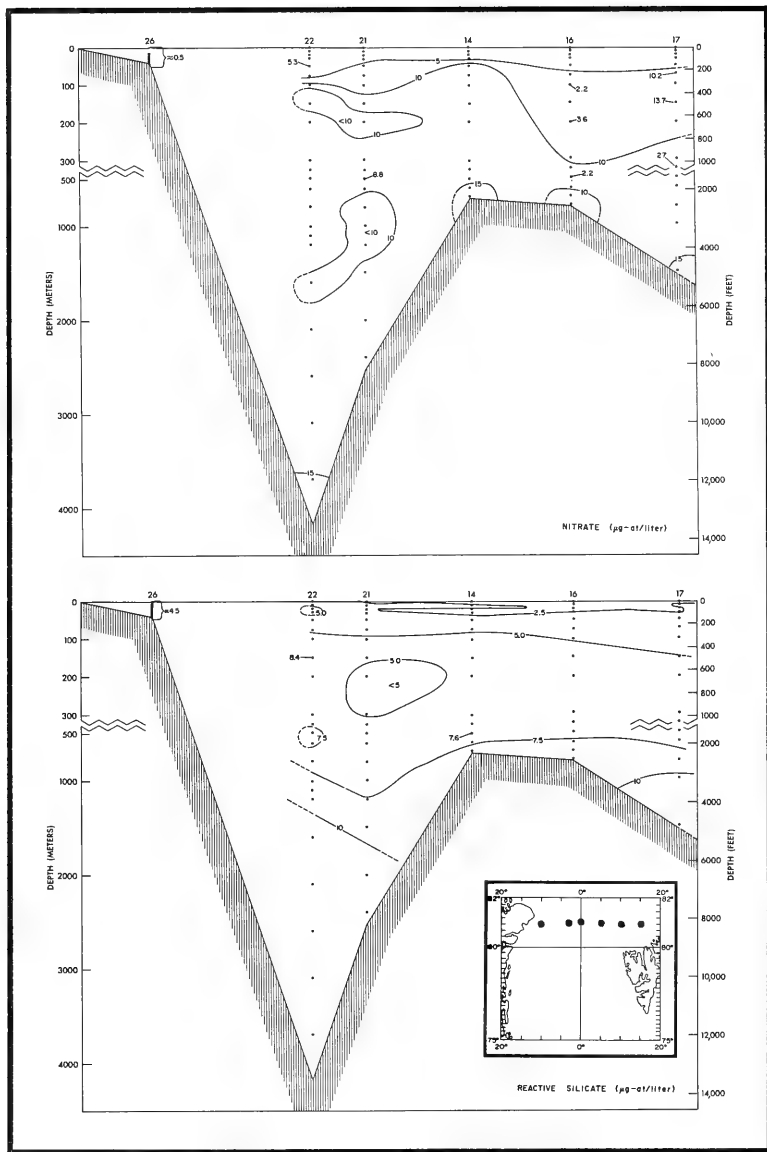 26 22 21 14 16 17
0 ≈0.5 5 0
5.3 10 10.2 200
100 2.2 400
13.7 600
200 <10 10 3.6 800
300 10 2.7 1000
500 8.8 15 2.2 10 2000
1000 <10 10
4000
15
6000
2000
8000
3000 10,000
15 12,000
4000
NITRATE (µg-at/liter)
14,000
DEPTH (METERS)
DEPTH (FEET)
26 22 21 14 16 17
0 ≈4.5 5.0 2.5 0
200
100 5.0 400
8.4 5.0 600
200 <5 800
300 1000
500 7.5 7.6 7.5 2000
1000 10
4000
10
6000
2000
8000
3000 10,000
12,000
4000
14,000
DEPTH (METERS)
DEPTH (FEET)
20° 0° 20°
82° 82°
80° 80°
75° 75°
20° 0° 20°
REACTIVE SILICATE (µg-at/liter)